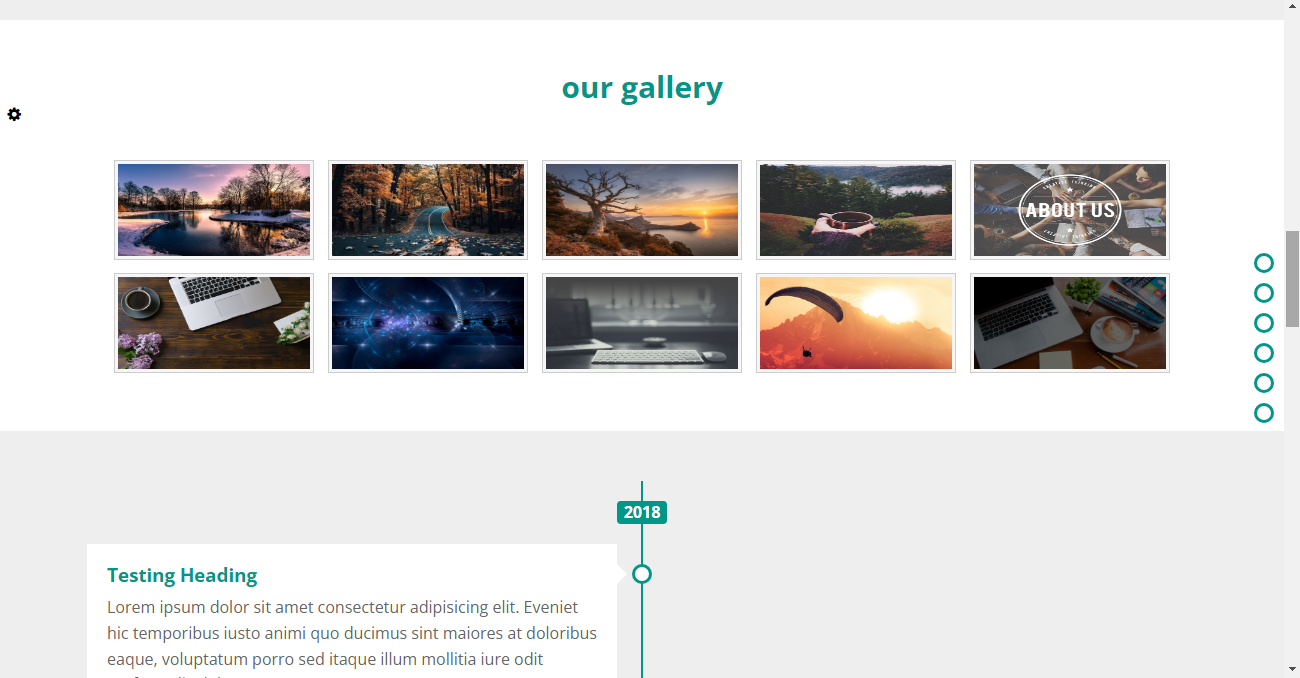 our gallery
ABOUT US
2018
Testing Heading
Lorem ipsum dolor sit amet consectetur adipisicing elit. Eveniet
hic temporibus iusto animi quo ducimus sint maiores at doloribus
eaque, voluptatum porro sed itaque illum mollitia iure odit